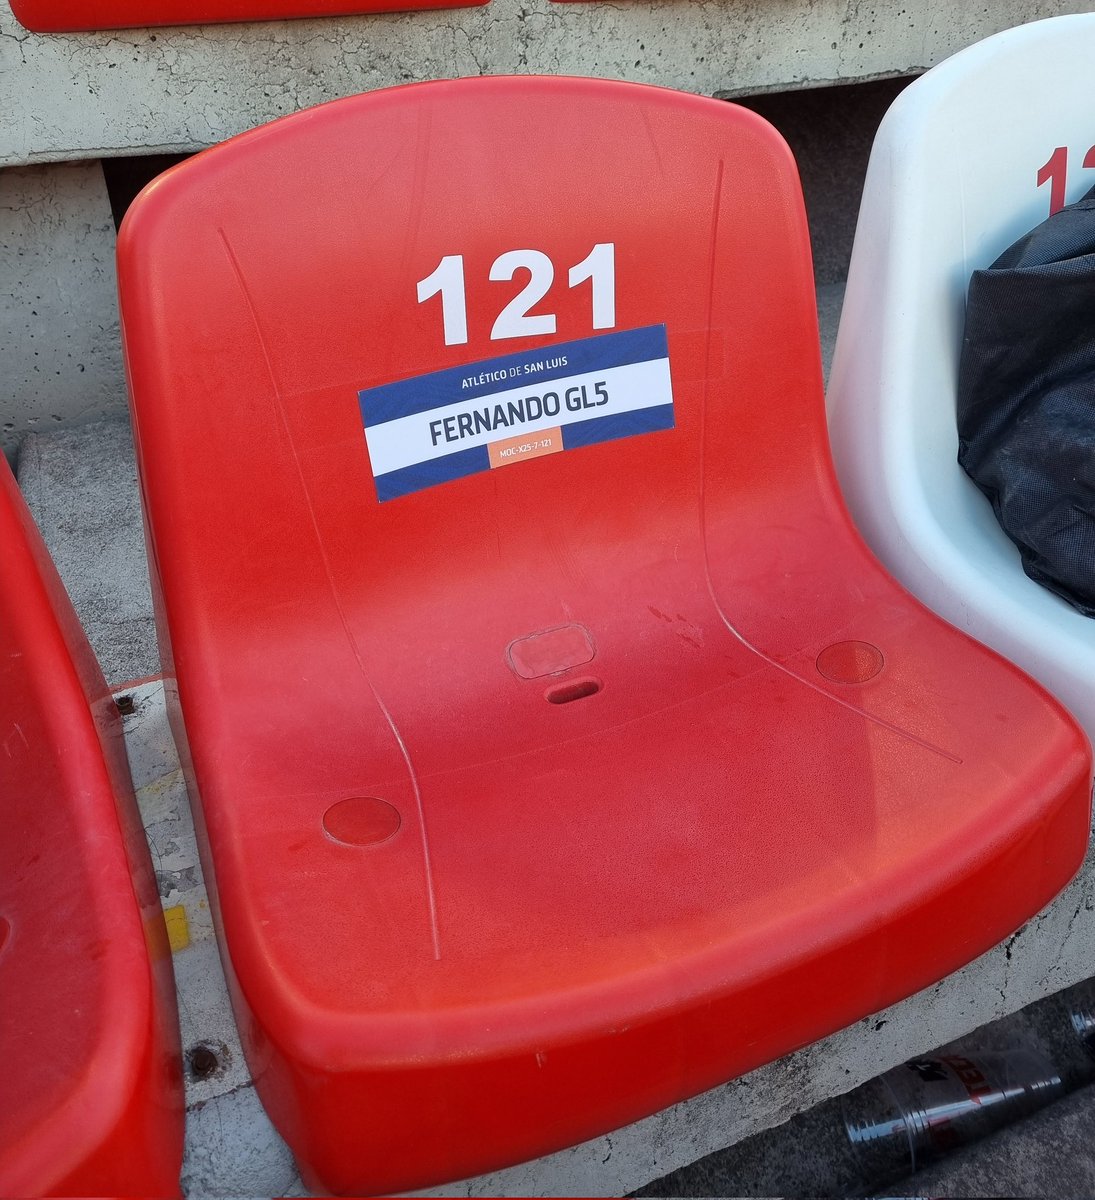 121
ATLÉTICO DE SAN LUIS
FERNANDO GL5
MOC-X25-7-121